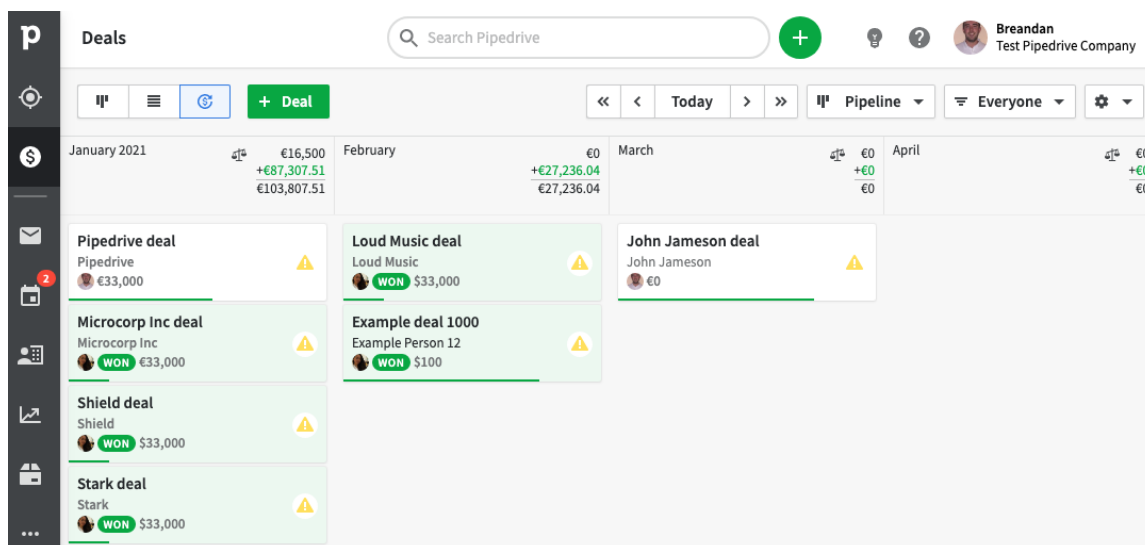 Deals
Search Pipedrive
Breandan
Test Pipedrive Company
+ Deal
« < Today > »
Pipeline
Everyone
January 2021
€16,500
+€87,307.51
€103,807.51
February
€0
+€27,236.04
€27,236.04
March
€0
+€0
€0
April
2
Pipedrive deal
Pipedrive
€33,000
Microcorp Inc deal
Microcorp Inc
WON €33,000
Shield deal
Shield
WON $33,000
Stark deal
Stark
WON $33,000
Loud Music deal
Loud Music
WON $33,000
Example deal 1000
Example Person 12
WON $100
John Jameson deal
John Jameson
€0